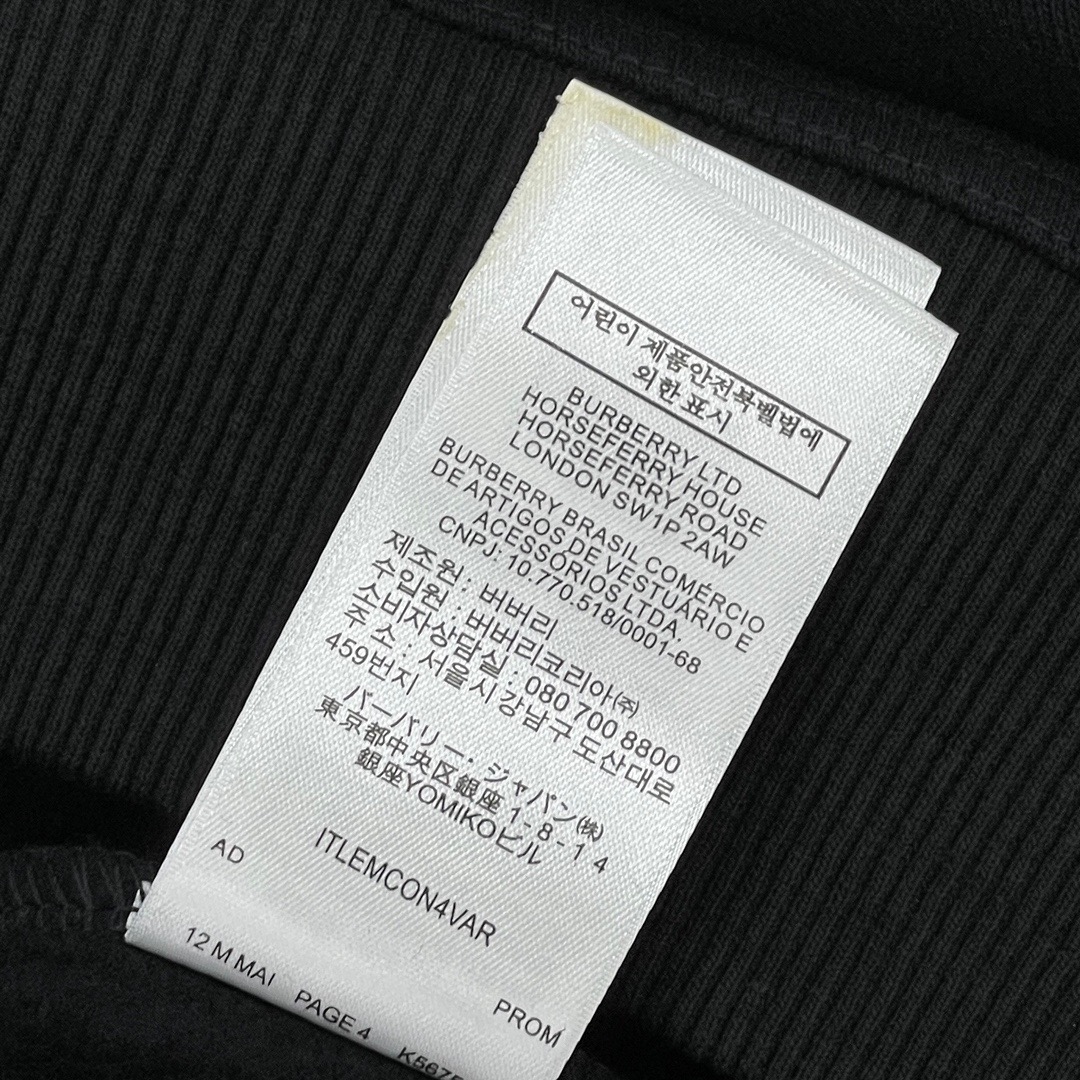 어린이 제품안전북벨법에
외한표시
BURBERRY LTD
HORSEFERRY HOUSE
HORSEFERRY ROAD
LONDON SW1P 2AW
BURBERRY BRASIL COMÉRCIO
DE ARTIGOS DE VESTUÁRIO E
ACESSÓRIOS LTDA.
CNPJ: 10.770.518/0001-68
제조원: 버버리
수입원 : 버버리코리아㈜
소비자상담실 : 080 700 8800
주 소 : 서울시 강남구 도산대로
459번지
バーバリー．ジャパン㈱
東京都中央区銀座 1 - 8 - 1 4
銀座YOMIKOビル
ITLEMCON4VAR
AD
PROM
12 M MAI PAGE 4